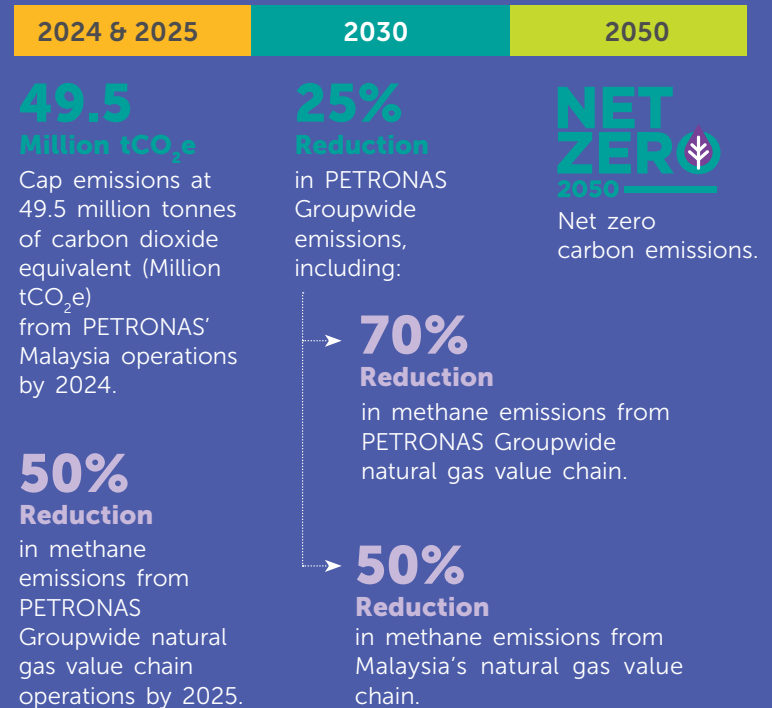 2024 & 2025
49.5
Million tCO₂e
Cap emissions at
49.5 million tonnes
of carbon dioxide
equivalent (Million
tCO₂e)
from PETRONAS’
Malaysia operations
by 2024.
50%
Reduction
in methane
emissions from
PETRONAS
Groupwide natural
gas value chain
operations by 2025.
2030
25%
Reduction
in PETRONAS
Groupwide
emissions,
including:
70%
Reduction
in methane emissions from
PETRONAS Groupwide
natural gas value chain.
50%
Reduction
in methane emissions from
Malaysia’s natural gas value
chain.
2050
NET
ZERO
2050
Net zero
carbon emissions.